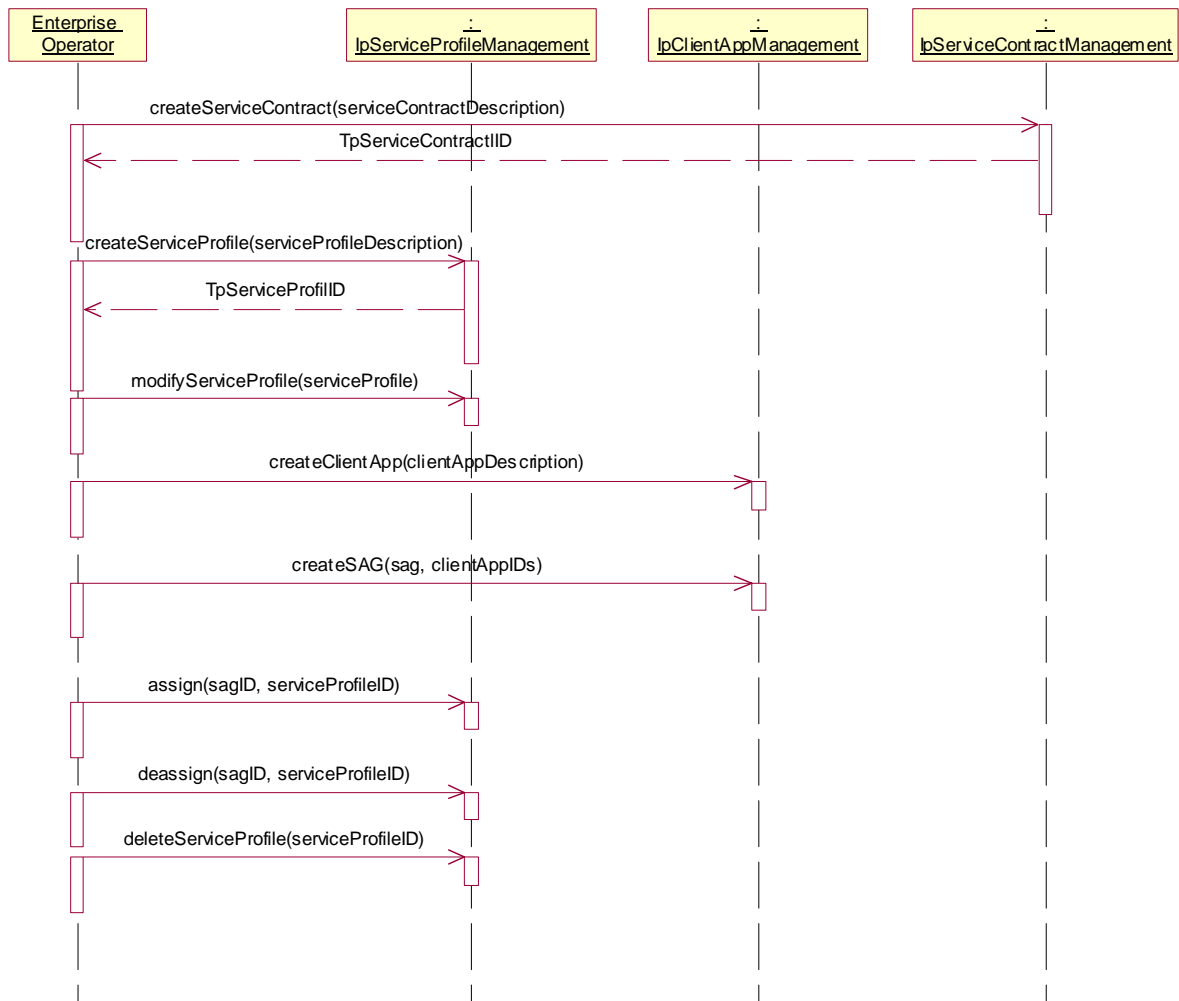 Enterprise
Operator
:
IpServiceProfileManagement
:
IpClientAppManagement
:
IpServiceContractManagement
createServiceContract(serviceContractDescription)
TpServiceContractIID
createServiceProfile(serviceProfileDescription)
TpServiceProfilID
modifyServiceProfile(serviceProfile)
createClientApp(clientAppDescription)
createSAG(sag, clientAppIDs)
assign(sagID, serviceProfileID)
deassign(sagID, serviceProfileID)
deleteServiceProfile(serviceProfileID)